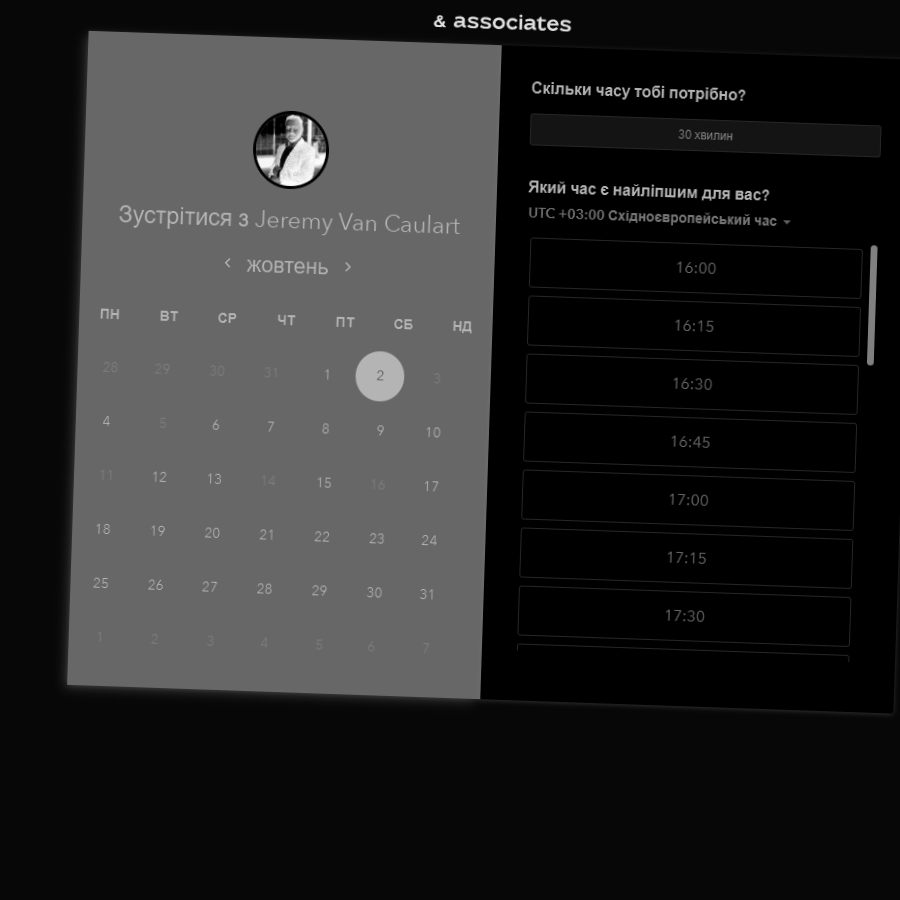 & associates
Зустрітися з Jeremy Van Caulart
жовтень
ПН ВТ СР ЧТ ПТ СБ НД
28 29 30 31 1 2 3
4 5 6 7 8 9 10
11 12 13 14 15 16 17
18 19 20 21 22 23 24
25 26 27 28 29 30 31
1 2 3 4 5 6 7
Скільки часу тобі потрібно?
30 хвилин
Який час є найліпшим для вас?
UTC +03:00 Східноєвропейський час
16:00
16:15
16:30
16:45
17:00
17:15
17:30